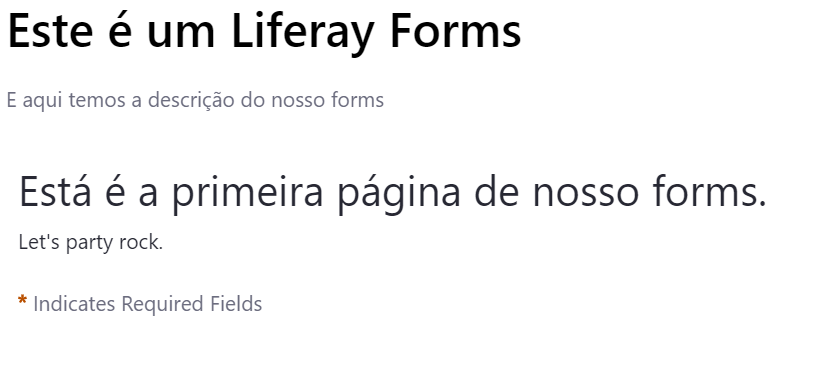 Este é um Liferay Forms
E aqui temos a descrição do nosso forms
Está é a primeira página de nosso forms.
Let's party rock.
* Indicates Required Fields